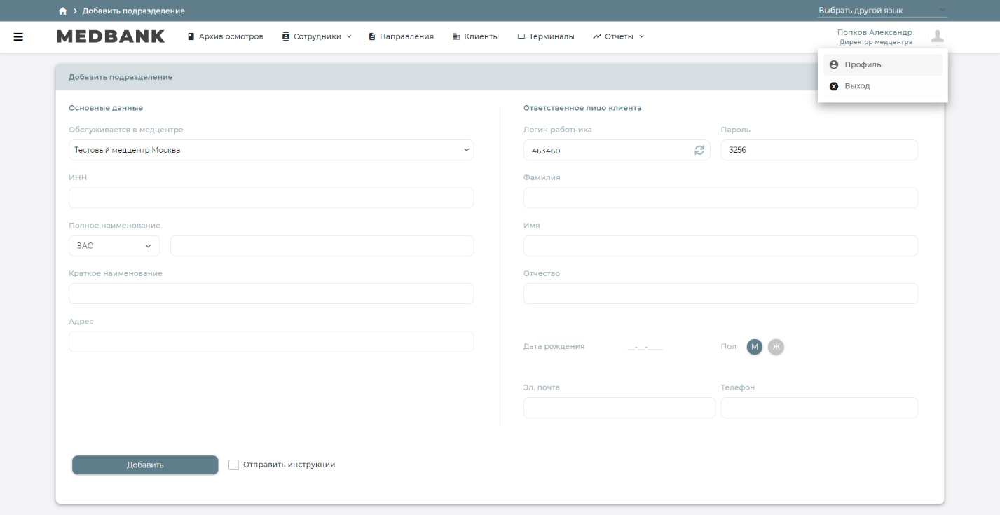 Добавить подразделение
Выбрать другой язык
MEDBANK
Архив осмотров
Сотрудники
Направления
Клиенты
Терминалы
Отчеты
Попков Александр
Директор медцентра
Профиль
Выход
Добавить подразделение
Основные данные
Обслуживается в медцентре
Тестовый медцентр Москва
ИНН
Полное наименование
ЗАО
Краткое наименование
Адрес
Ответственное лицо клиента
Логин работника
Пароль
463460
3256
Фамилия
Имя
Отчество
Дата рождения
__-__-____
Пол
М
Ж
Эл. почта
Телефон
Добавить
Отправить инструкции